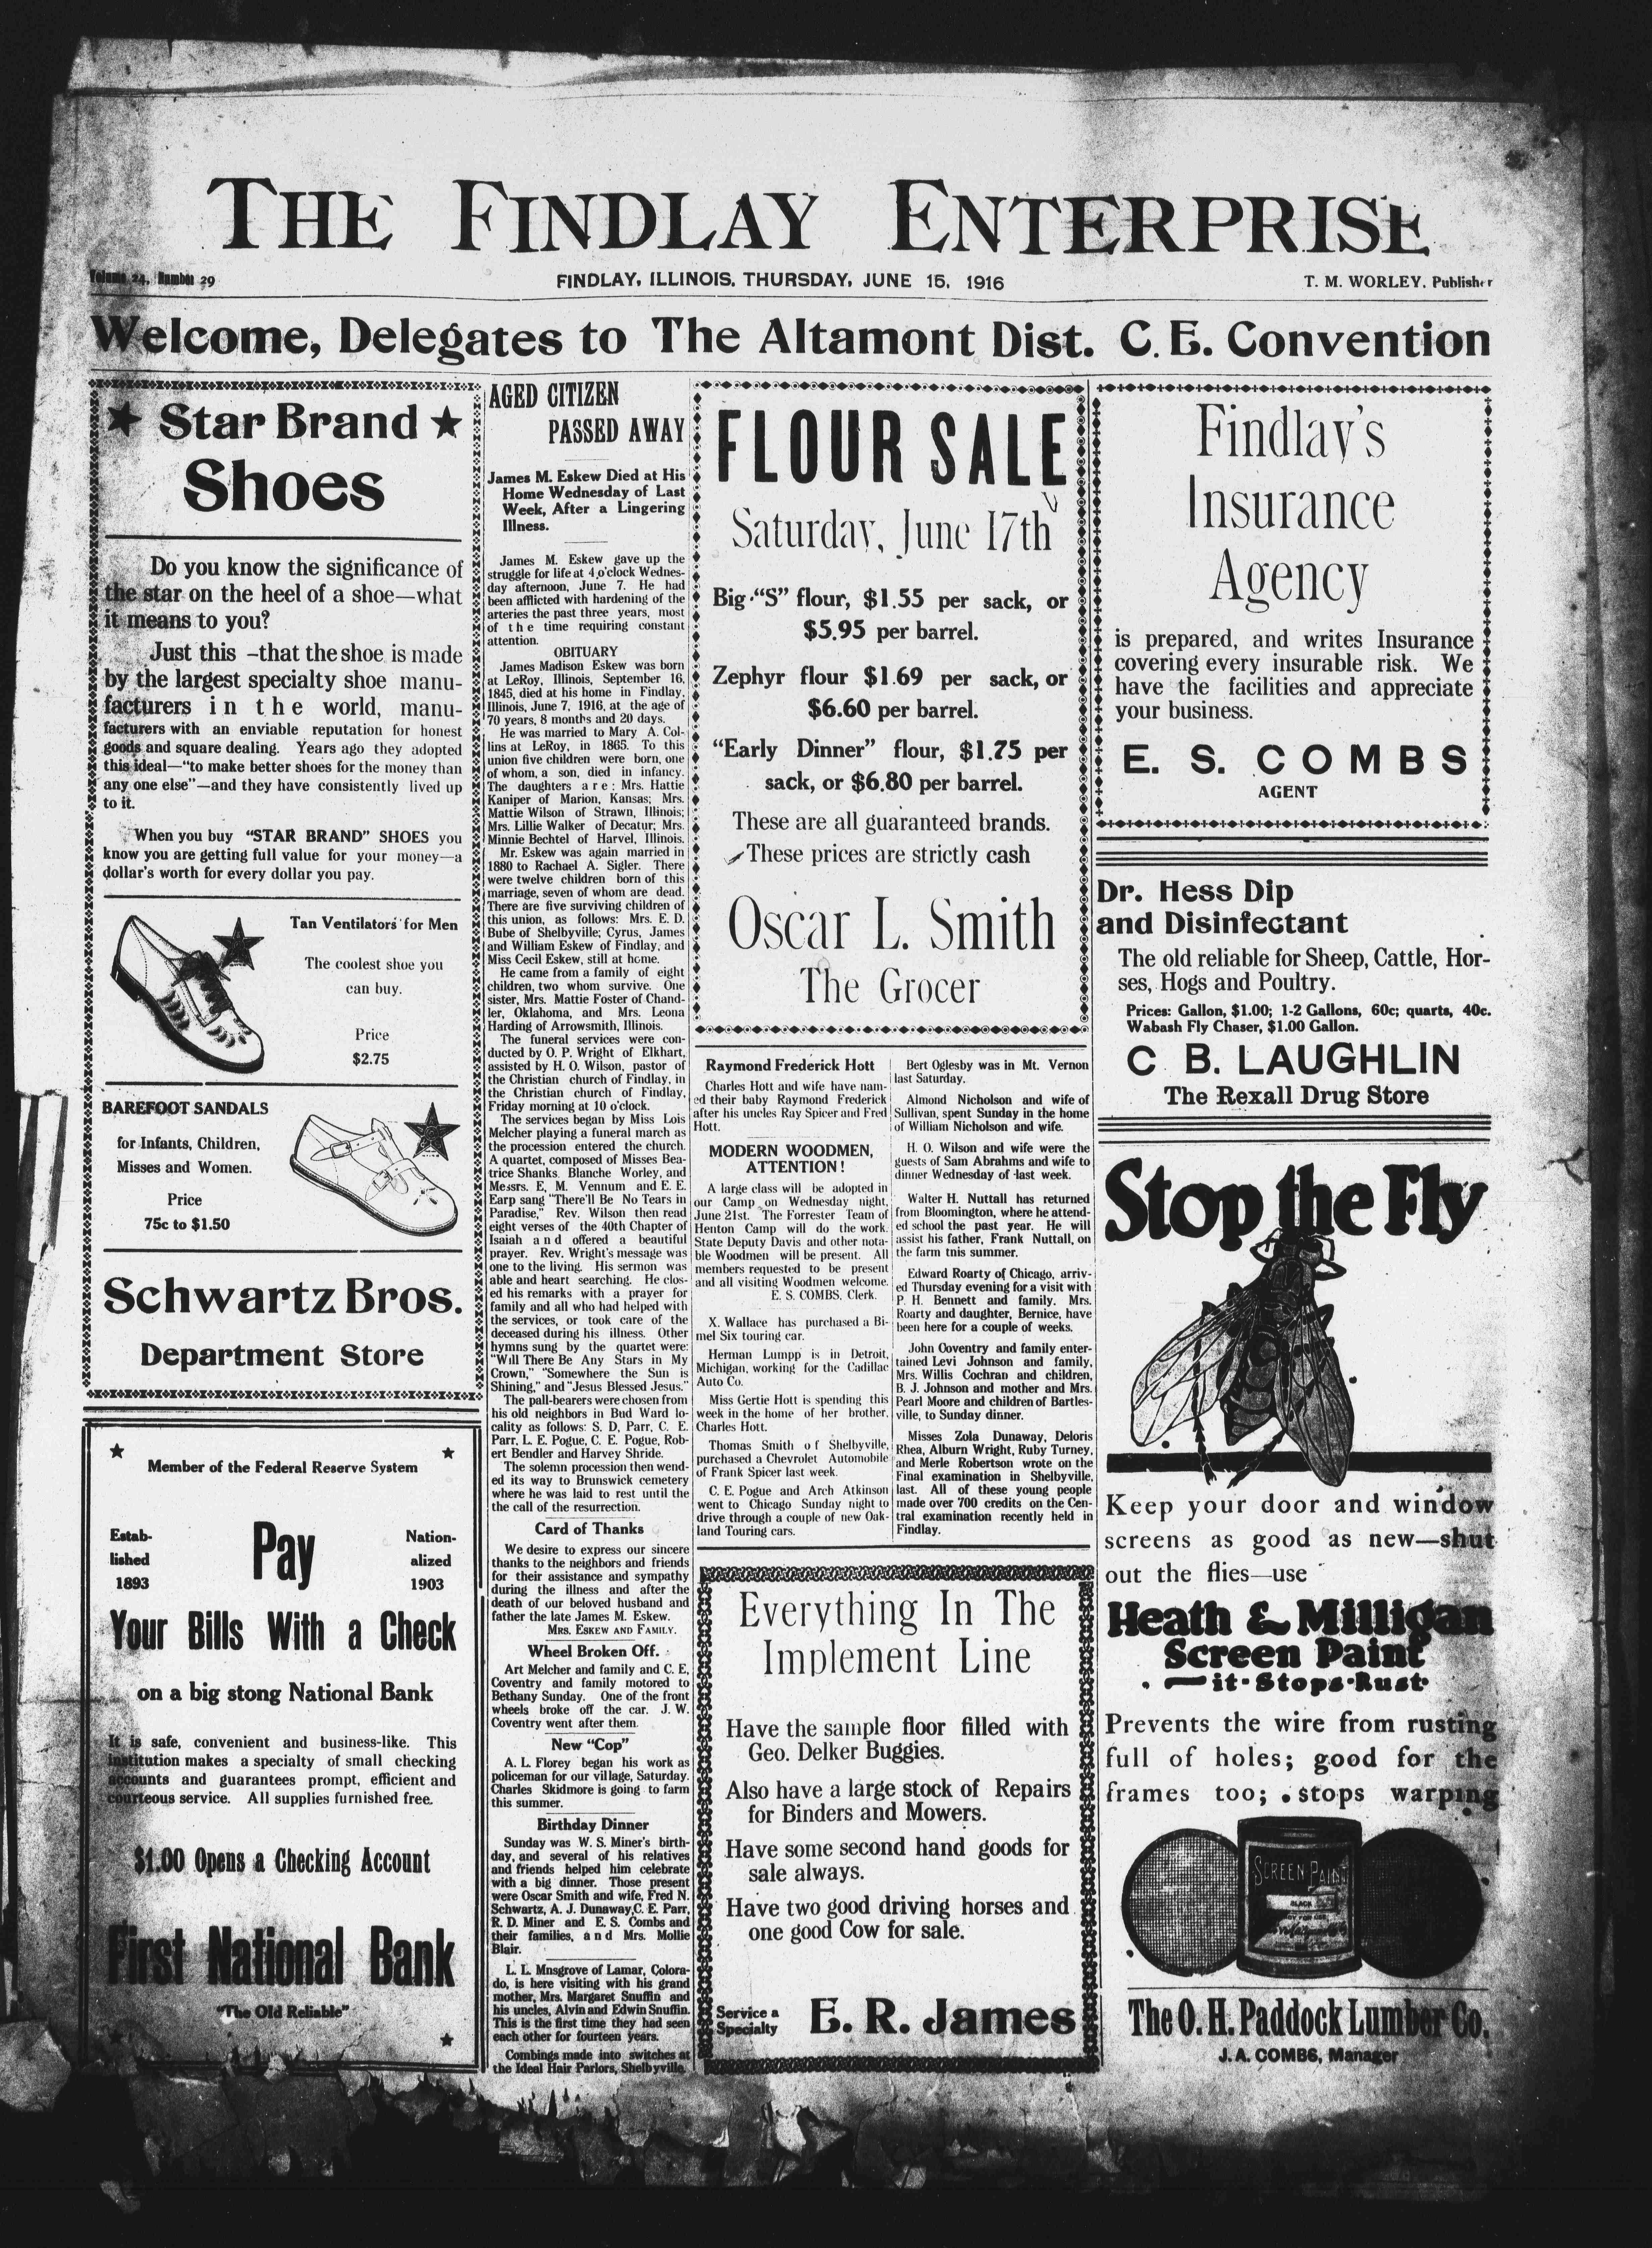 THE FINDLAY ENTERPRISE
Volume 24, Number 29
FINDLAY, ILLINOIS, THURSDAY, JUNE 15, 1916
T. M. WORLEY, Publisher
Welcome, Delegates to The Altamont Dist. C. E. Convention
★ Star Brand ★
Shoes
Do you know the significance of
the star on the heel of a shoe—what
it means to you?
Just this -that the shoe is made
by the largest specialty shoe manu-
facturers in the world, manu-
facturers with an enviable reputation for honest
goods and square dealing. Years ago they adopted
this ideal—"to make better shoes for the money than
any one else"—and they have consistently lived up
to it.
When you buy "STAR BRAND" SHOES you
know you are getting full value for your money—a
dollar's worth for every dollar you pay.
Tan Ventilators for Men
The coolest shoe you
can buy.
Price
$2.75
BAREFOOT SANDALS
for Infants, Children,
Misses and Women.
Price
75c to $1.50
Schwartz Bros.
Department Store
Member of the Federal Reserve System
Estab-
lished
1893
Pay
Nation-
alized
1903
Your Bills With a Check
on a big stong National Bank
It is safe, convenient and business-like. This
institution makes a specialty of small checking
accounts and guarantees prompt, efficient and
courteous service. All supplies furnished free.
$1.00 Opens a Checking Account
First National Bank
"The Old Reliable"
AGED CITIZEN
PASSED AWAY
James M. Eskew Died at His
Home Wednesday of Last
Week, After a Lingering
Illness.
James M. Eskew gave up the
struggle for life at 4 o'clock Wednes-
day afternoon, June 7. He had
been afflicted with hardening of the
arteries the past three years, most
of the time requiring constant
attention.
OBITUARY
James Madison Eskew was born
at LeRoy, Illinois, September 16,
1845, died at his home in Findlay,
Illinois, June 7, 1916, at the age of
70 years, 8 months and 20 days.
He was married to Mary A. Col-
lins at LeRoy, in 1865. To this
union five children were born, one
of whom, a son, died in infancy.
The daughters are: Mrs. Hattie
Kaniper of Marion, Kansas; Mrs.
Mattie Wilson of Strawn, Illinois;
Mrs. Lillie Walker of Decatur; Mrs.
Minnie Bechtel of Harvel, Illinois.
Mr. Eskew was again married in
1880 to Rachael A. Sigler. There
were twelve children born of this
marriage, seven of whom are dead.
There are five surviving children of
this union, as follows: Mrs. E. D.
Bube of Shelbyville; Cyrus, James
and William Eskew of Findlay, and
Miss Cecil Eskew, still at home.
He came from a family of eight
children, two whom survive. One
sister, Mrs. Mattie Foster of Chand-
ler, Oklahoma, and Mrs. Leona
Harding of Arrowsmith, Illinois.
The funeral services were con-
ducted by O. P. Wright of Elkhart,
assisted by H. O. Wilson, pastor of
the Christian church of Findlay, in
the Christian church of Findlay,
Friday morning at 10 o'clock.
The services began by Miss Lois
Melcher playing a funeral march as
the procession entered the church.
A quartet, composed of Misses Bea-
trice Shanks, Blanche Worley, and
Messrs. E. M. Vennum and E. E.
Earp sang "There'll Be No Tears in
Paradise," Rev. Wilson then read
eight verses of the 40th Chapter of
Isaiah and offered a beautiful
prayer. Rev. Wright's message was
one to the living. His sermon was
able and heart searching. He clos-
ed his remarks with a prayer for
family and all who had helped with
the services, or took care of the
deceased during his illness. Other
hymns sung by the quartet were:
"Will There Be Any Stars in My
Crown," "Somewhere the Sun is
Shining," and "Jesus Blessed Jesus."
The pall-bearers were chosen from
his old neighbors in Bud Ward lo-
cality as follows: S. D. Parr, C. E.
Parr, L. E. Pogue, C. E. Pogue, Rob-
ert Bendler and Harvey Shride.
The solemn procession then wend-
ed its way to Brunswick cemetery
where he was laid to rest until the
the call of the resurrection.
Card of Thanks
We desire to express our sincere
thanks to the neighbors and friends
for their assistance and sympathy
during the illness and after the
death of our beloved husband and
father the late James M. Eskew.
MRS. ESKEW AND FAMILY.
Wheel Broken Off.
Art Melcher and family and C. E.
Coventry and family motored to
Bethany Sunday. One of the front
wheels broke off the car. J. W.
Coventry went after them.
New "Cop"
A. L. Florey began his work as
policeman for our village, Saturday.
Charles Skidmore is going to farm
this summer.
Birthday Dinner
Sunday was W. S. Miner's birth-
day, and several of his relatives
and friends helped him celebrate
with a big dinner. Those present
were Oscar Smith and wife, Fred N.
Schwartz, A. J. Dunaway, C. E. Parr,
R. D. Miner and E. S. Combs and
their families, and Mrs. Mollie
Blair.
L. L. Mnsgrove of Lamar, Colora-
do, is here visiting with his grand
mother, Mrs. Margaret Snuffin and
his uncles, Alvin and Edwin Snuffin.
This is the first time they had seen
each other for fourteen years.
Combings made into switches at
the Ideal Hair Parlors, Shelbyville.
FLOUR SALE
Saturday, June 17th
Big "S" flour, $1.55 per sack, or
$5.95 per barrel.
Zephyr flour $1.69 per sack, or
$6.60 per barrel.
"Early Dinner" flour, $1.75 per
sack, or $6.80 per barrel.
These are all guaranteed brands.
These prices are strictly cash
Oscar L. Smith
The Grocer
Raymond Frederick Hott
Charles Hott and wife have nam-
ed their baby Raymond Frederick
after his uncles Ray Spicer and Fred
Hott.
MODERN WOODMEN,
ATTENTION!
A large class will be adopted in
our Camp on Wednesday night,
June 21st. The Forrester Team of
Henton Camp will do the work.
State Deputy Davis and other nota-
ble Woodmen will be present. All
members requested to be present
and all visiting Woodmen welcome.
E. S. COMBS, Clerk.
X. Wallace has purchased a Bi-
mel Six touring car.
Herman Lumpp is in Detroit,
Michigan, working for the Cadillac
Auto Co.
Miss Gertie Hott is spending this
week in the home of her brother,
Charles Hott.
Thomas Smith of Shelbyville,
purchased a Chevrolet Automobile
of Frank Spicer last week.
C. E. Pogue and Arch Atkinson
went to Chicago Sunday night to
drive through a couple of new Oak-
land Touring cars.
Bert Oglesby was in Mt. Vernon
last Saturday.
Almond Nicholson and wife of
Sullivan, spent Sunday in the home
of William Nicholson and wife.
H. O. Wilson and wife were the
guests of Sam Abrahms and wife to
dinner Wednesday of last week.
Walter H. Nuttall has returned
from Bloomington, where he attend-
ed school the past year. He will
assist his father, Frank Nuttall, on
the farm tnis summer.
Edward Roarty of Chicago, arriv-
ed Thursday evening for a visit with
P. H. Bennett and family. Mrs.
Roarty and daughter, Bernice, have
been here for a couple of weeks.
John Coventry and family enter-
tained Levi Johnson and family,
Mrs. Willis Cochran and children,
B. J. Johnson and mother and Mrs.
Pearl Moore and children of Bartles-
ville, to Sunday dinner.
Misses Zola Dunaway, Deloris
Rhea, Alburn Wright, Ruby Turney,
and Merle Robertson wrote on the
Final examination in Shelbyville,
last. All of these young people
made over 700 credits on the Cen-
tral examination recently held in
Findlay.
Everything In The
Implement Line
Have the sample floor filled with
Geo. Delker Buggies.
Also have a large stock of Repairs
for Binders and Mowers.
Have some second hand goods for
sale always.
Have two good driving horses and
one good Cow for sale.
Service a
Specialty
E. R. James
Findlay's
Insurance
Agency
is prepared, and writes Insurance
covering every insurable risk. We
have the facilities and appreciate
your business.
E. S. COMBS
AGENT
Dr. Hess Dip
and Disinfectant
The old reliable for Sheep, Cattle, Hor-
ses, Hogs and Poultry.
Prices: Gallon, $1.00; 1-2 Gallons, 60c; quarts, 40c.
Wabash Fly Chaser, $1.00 Gallon.
C B. LAUGHLIN
The Rexall Drug Store
Stop the Fly
Keep your door and window
screens as good as new—shut
out the flies—use
Heath & Milligan
Screen Paint
it·Stops·Rust
Prevents the wire from rusting
full of holes; good for the
frames too; stops warping
SCREEN PAINT
BLACK
The O. H. Paddock Lumber Co.
J. A. COMBS, Manager